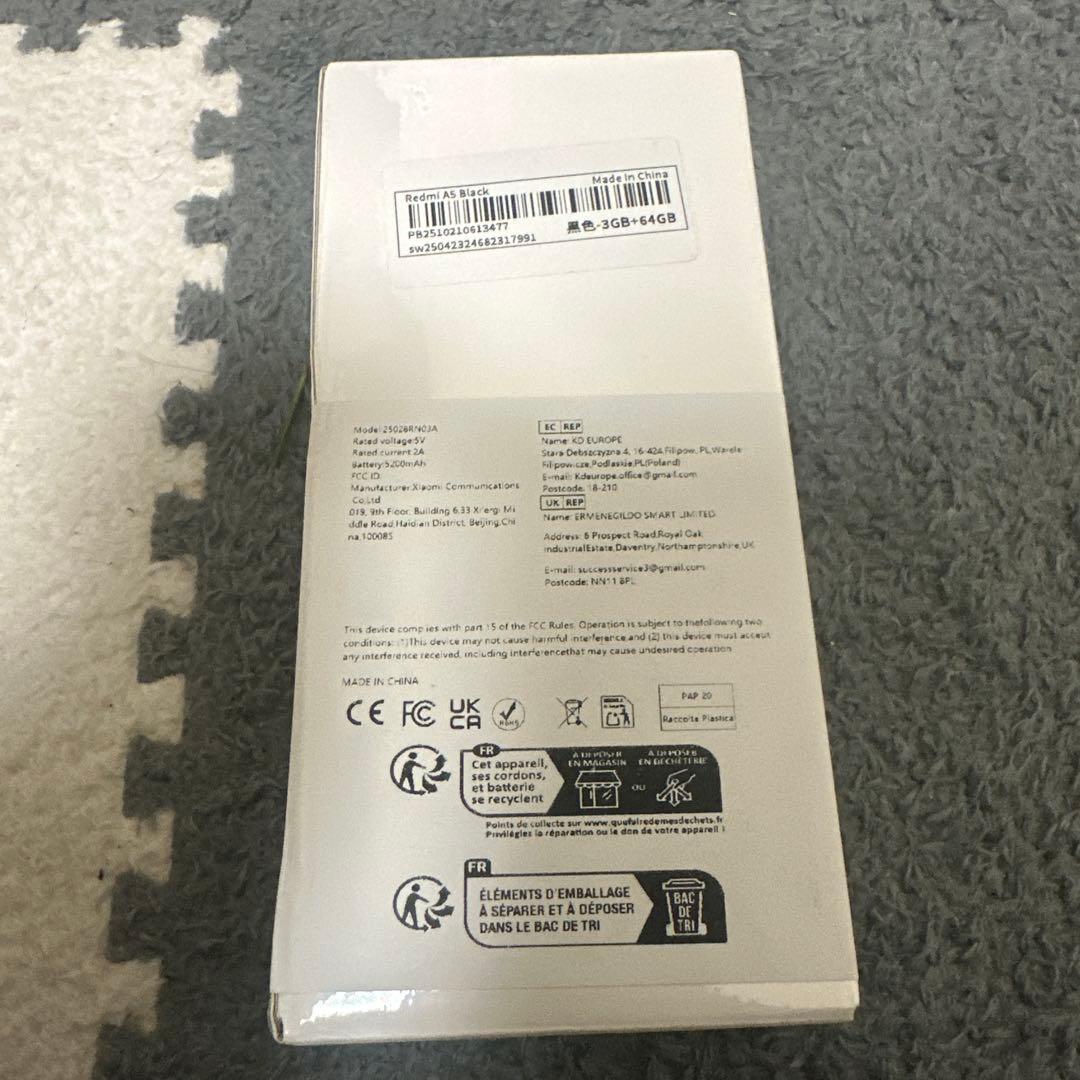 Redmi A5 Black
Made in China
PB2510210613477
黑色-3GB+64GB
sw25042324682317991
Model:25028RN03A
Rated voltage:5V
Rated current:2A
Battery:5200mAh
FCC ID:
Manufacturer:Xiaomi Communications
Co,Ltd
019, 9th Floor, Building 6,33 Xi'erqi Mi
ddle Road,Haidian District, Beijing,Chi
na,100085
EC REP
Name: KD EUROPE
Stara Debszczyzna 4, 16-424,Filipow, PL,Warele
Filipowcze,Podlaskie,PL(Poland)
E-mail: Kdeurope.office@gmail.com
Postcode: 18-210
UK REP
Name: ERMENEGILDO SMART LIMITED
Address: 6 Prospect Road,Royal Oak
IndustrialEstate,Daventry,Northamptonshire,UK
E-mail: successservice3@gmail.com
Postcode: NN11 8PL
This device complies with part 15 of the FCC Rules. Operation is subject to thefollowing two
conditions: (1)This device may not cause harmful interference,and (2) this device must accept
any interference received, including interferencethat may cause undesired operation
MADE IN CHINA
CE FC UK CA RoHS
PAP 20
Raccolta Plastica
FR
Cet appareil,
ses cordons,
et batterie
se recyclent
À DÉPOSER
EN MAGASIN
OU
À DÉPOSER
EN DÉCHÈTERIE
Points de collecte sur www.quefairedemesdechets.fr
Privilégiez la réparation ou le don de votre appareil !
FR
ÉLÉMENTS D'EMBALLAGE
À SÉPARER ET À DÉPOSER
DANS LE BAC DE TRI
BAC
DE
TRI